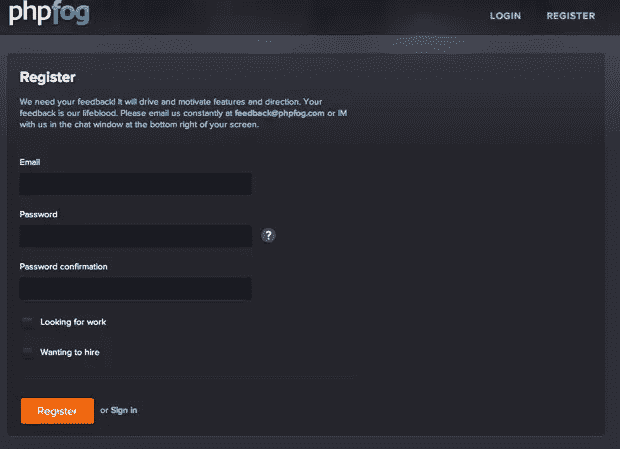 phpfog
LOGIN REGISTER
Register
We need your feedback! It will drive and motivate features and direction. Your
feedback is our lifeblood. Please email us constantly at feedback@phpfog.com or IM
with us in the chat window at the bottom right of your screen.
Email
Password
?
Password confirmation
Looking for work
Wanting to hire
Register or Sign in